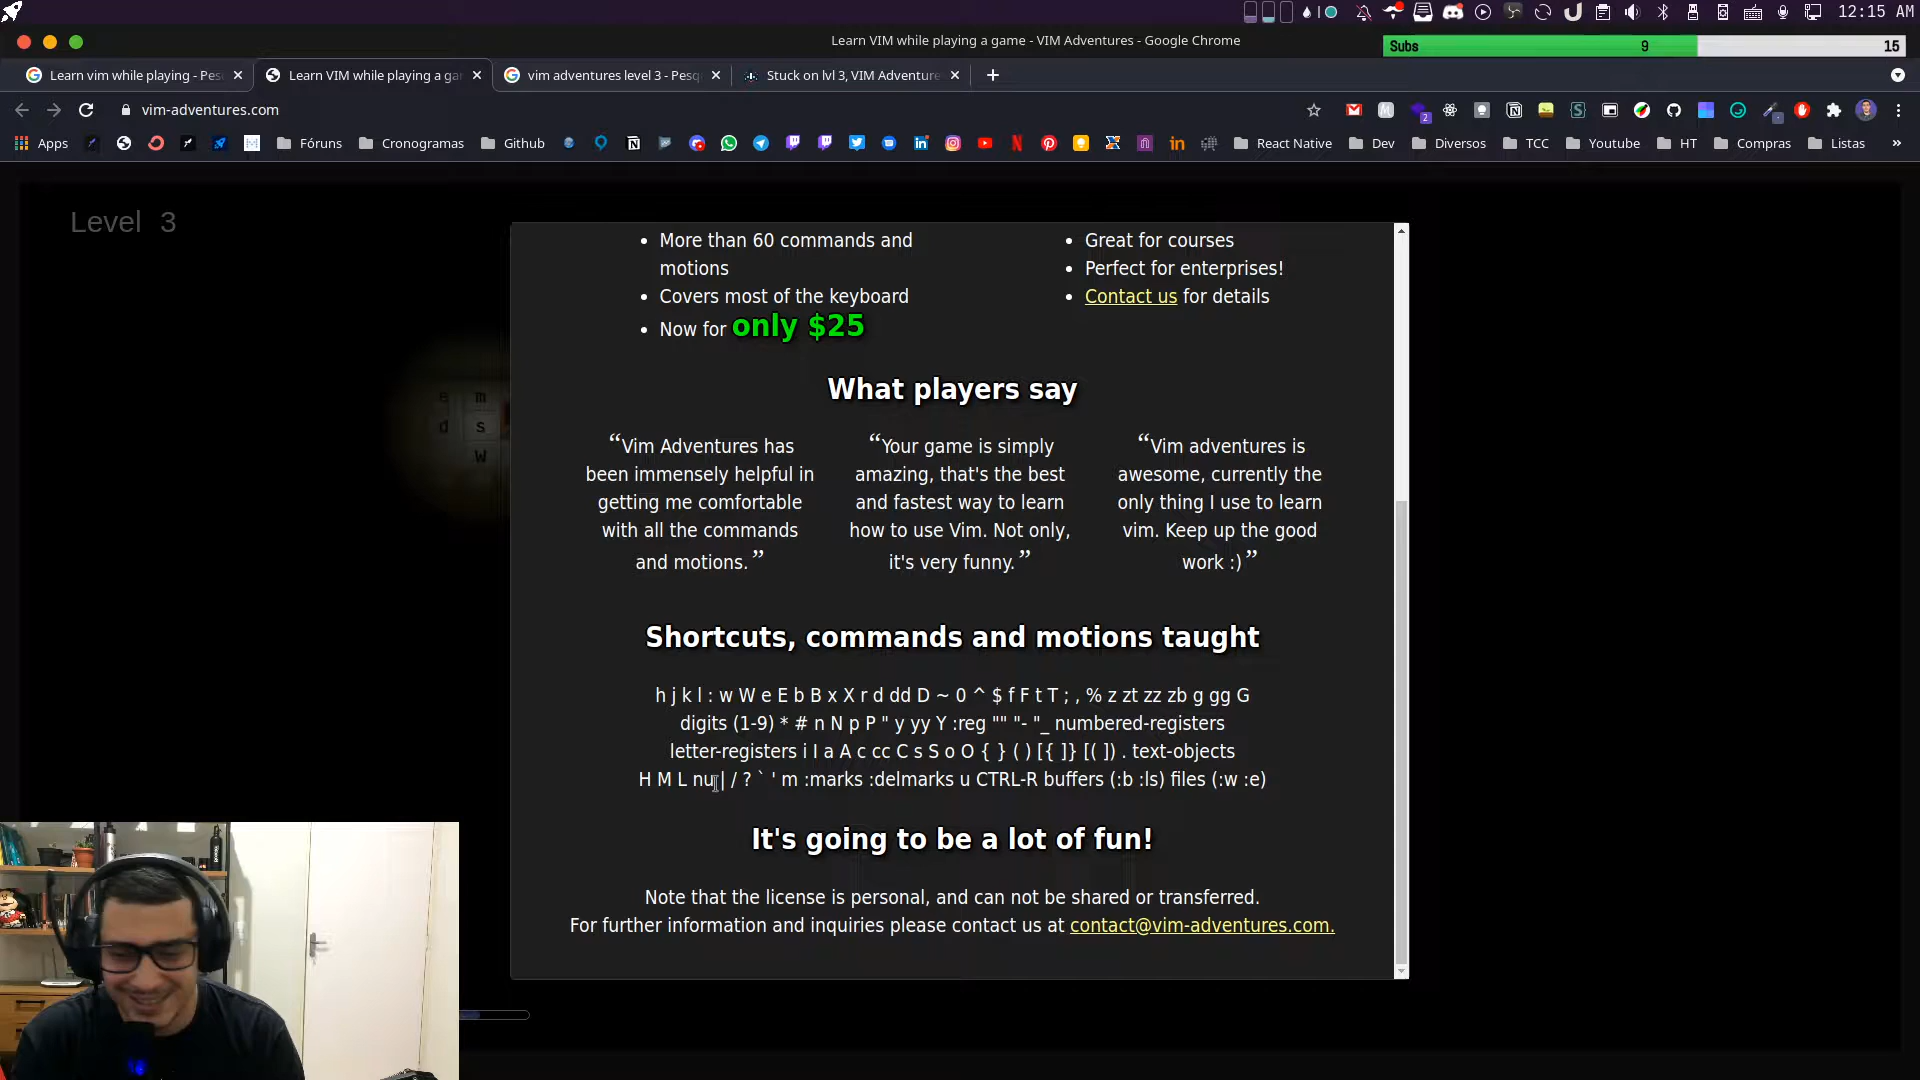 12:15 AM
Learn VIM while playing a game - VIM Adventures - Google Chrome
Subs 9 15
Learn vim while playing - Pes
Learn VIM while playing a ga
vim adventures level 3 - Pesq
Stuck on lvl 3, VIM Adventure
vim-adventures.com
Apps
Fóruns
Cronogramas
Github
React Native
Dev
Diversos
TCC
Youtube
HT
Compras
Listas
Level 3
e m
d s
W
• More than 60 commands and
motions
• Covers most of the keyboard
• Now for only $25
• Great for courses
• Perfect for enterprises!
• Contact us for details
What players say
“Vim Adventures has
been immensely helpful in
getting me comfortable
with all the commands
and motions.”
“Your game is simply
amazing, that's the best
and fastest way to learn
how to use Vim. Not only,
it's very funny.”
“Vim adventures is
awesome, currently the
only thing I use to learn
vim. Keep up the good
work :)”
Shortcuts, commands and motions taught
h j k l : w W e E b B x X r d dd D ~ 0 ^ $ f F t T ; , % z zt zz zb g gg G
digits (1-9) * # n N p P " y yy Y :reg "" "- "_ numbered-registers
letter-registers i I a A c cc C s S o O { } ( ) [{ ]} [( ]) . text-objects
H M L nu| / ? ` ' m :marks :delmarks u CTRL-R buffers (:b :ls) files (:w :e)
It's going to be a lot of fun!
Note that the license is personal, and can not be shared or transferred.
For further information and inquiries please contact us at contact@vim-adventures.com.